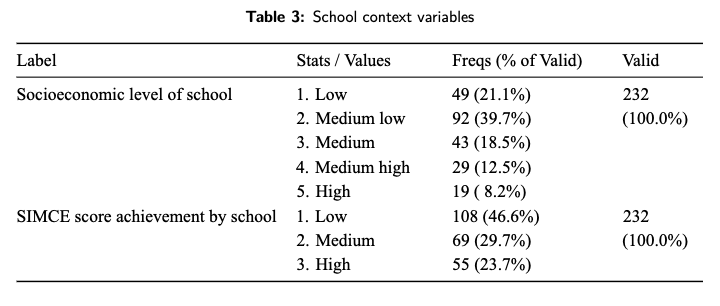 Table 3: School context variables
Label Stats / Values Freqs (% of Valid) Valid
Socioeconomic level of school 1. Low 49 (21.1%) 232
2. Medium low 92 (39.7%) (100.0%)
3. Medium 43 (18.5%)
4. Medium high 29 (12.5%)
5. High 19 ( 8.2%)
SIMCE score achievement by school 1. Low 108 (46.6%) 232
2. Medium 69 (29.7%) (100.0%)
3. High 55 (23.7%)